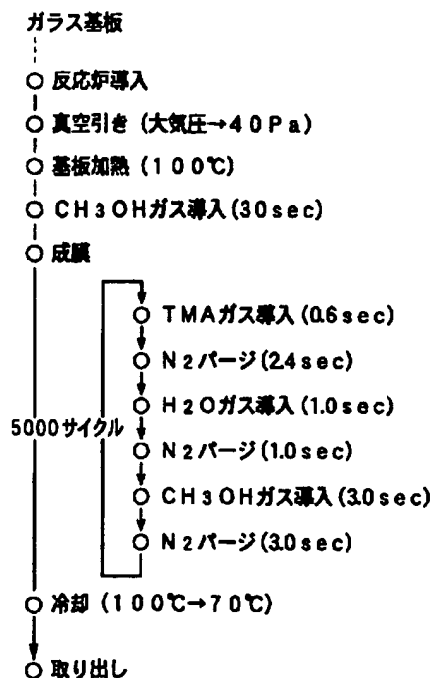 ガラス基板
反応炉導入
真空引き（大気圧→４０Ｐａ）
基板加熱（１００℃）
ＣＨ３ＯＨガス導入(30sec)
成膜
ＴＭＡガス導入(0.6sec)
Ｎ２パージ(2.4sec)
Ｈ２Ｏガス導入(1.0sec)
5000サイクル
Ｎ２パージ(1.0sec)
ＣＨ３ＯＨガス導入(3.0sec)
Ｎ２パージ(3.0sec)
冷却（１００℃→７０℃）
取り出し